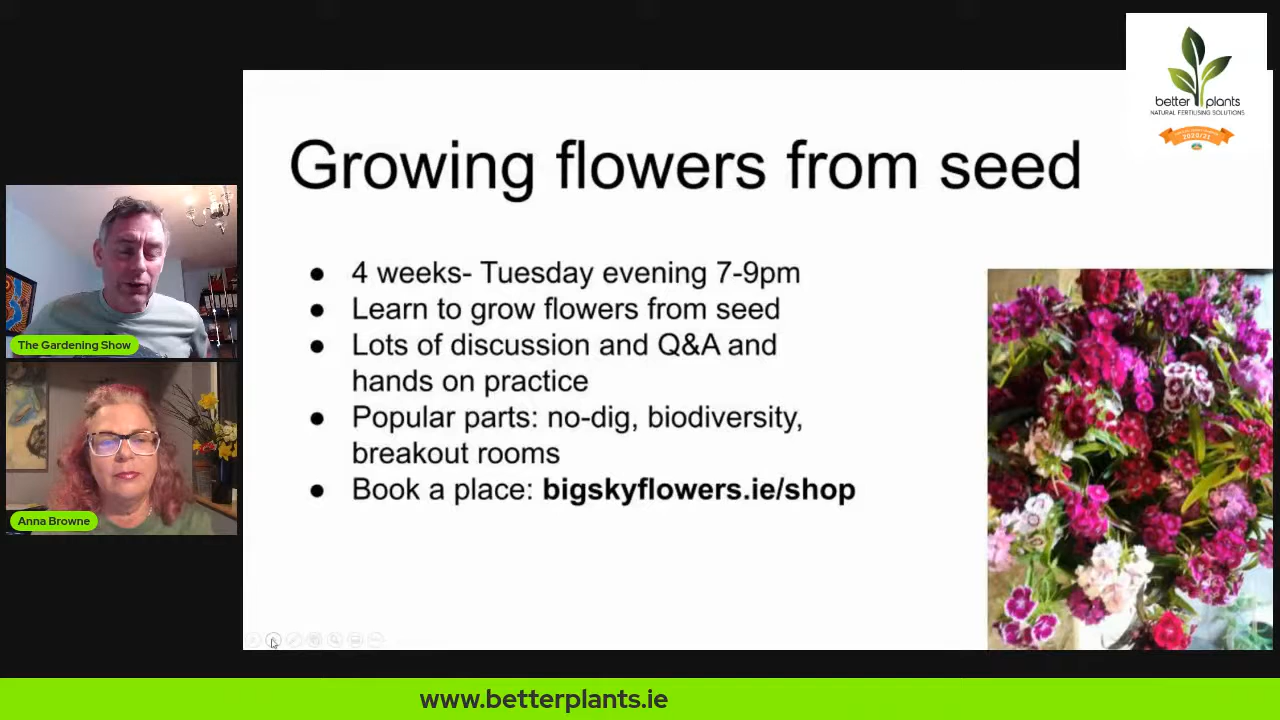 better plants
NATURAL FERTILISING SOLUTIONS
2020/21
Growing flowers from seed
● 4 weeks- Tuesday evening 7-9pm
● Learn to grow flowers from seed
● Lots of discussion and Q&A and
hands on practice
● Popular parts: no-dig, biodiversity,
breakout rooms
● Book a place: bigskyflowers.ie/shop
The Gardening Show
Anna Browne
www.betterplants.ie